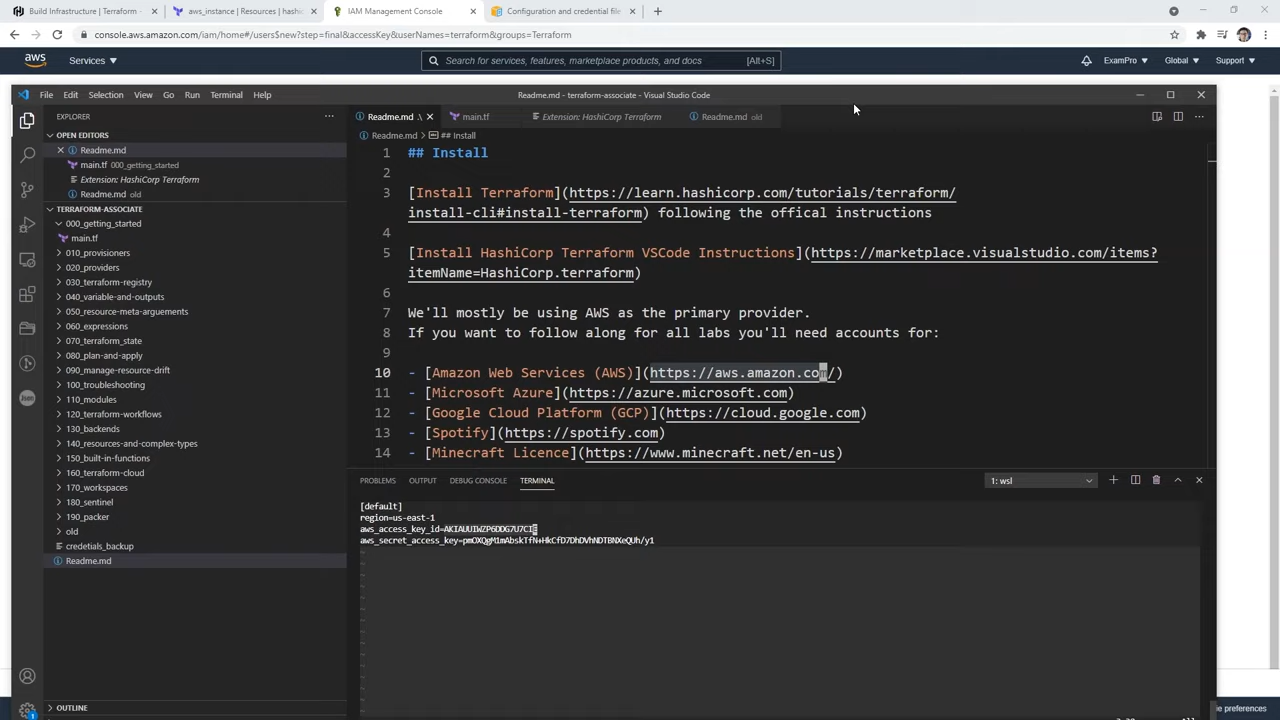 Build Infrastructure | Terraform -
aws_instance | Resources | hashic
IAM Management Console
Configuration and credential file
console.aws.amazon.com/iam/home#/users$new?step=final&accessKey&userNames=terraform&groups=Terraform
aws
Services
Search for services, features, marketplace products, and docs
[Alt+S]
ExamPro
Global
Support
File Edit Selection View Go Run Terminal Help
Readme.md - terraform-associate - Visual Studio Code
EXPLORER
OPEN EDITORS
Readme.md
main.tf 000_getting_started
Extension: HashiCorp Terraform
Readme.md old
TERRAFORM-ASSOCIATE
000_getting_started
main.tf
010_provisioners
020_providers
030_terraform-registry
040_variable-and-outputs
050_resource-meta-arguements
060_expressions
070_terraform_state
080_plan-and-apply
090_manage-resource-drift
100_troubleshooting
110_modules
120_terraform-workflows
130_backends
140_resources-and-complex-types
150_built-in-functions
160_terraform-cloud
170_workspaces
180_sentinel
190_packer
old
credetials_backup
Readme.md
OUTLINE
Readme.md .\
main.tf
Extension: HashiCorp Terraform
Readme.md old
Readme.md > ## Install
1 ## Install
2
3 [Install Terraform](https://learn.hashicorp.com/tutorials/terraform/
install-cli#install-terraform) following the offical instructions
4
5 [Install HashiCorp Terraform VSCode Instructions](https://marketplace.visualstudio.com/items?
itemName=HashiCorp.terraform)
6
7 We'll mostly be using AWS as the primary provider.
8 If you want to follow along for all labs you'll need accounts for:
9
10 - [Amazon Web Services (AWS)](https://aws.amazon.com/)
11 - [Microsoft Azure](https://azure.microsoft.com)
12 - [Google Cloud Platform (GCP)](https://cloud.google.com)
13 - [Spotify](https://spotify.com)
14 - [Minecraft Licence](https://www.minecraft.net/en-us)
PROBLEMS OUTPUT DEBUG CONSOLE TERMINAL
1: wsl
[default]
region=us-east-1
aws_access_key_id=
aws_secret_access_key=
ie preferences